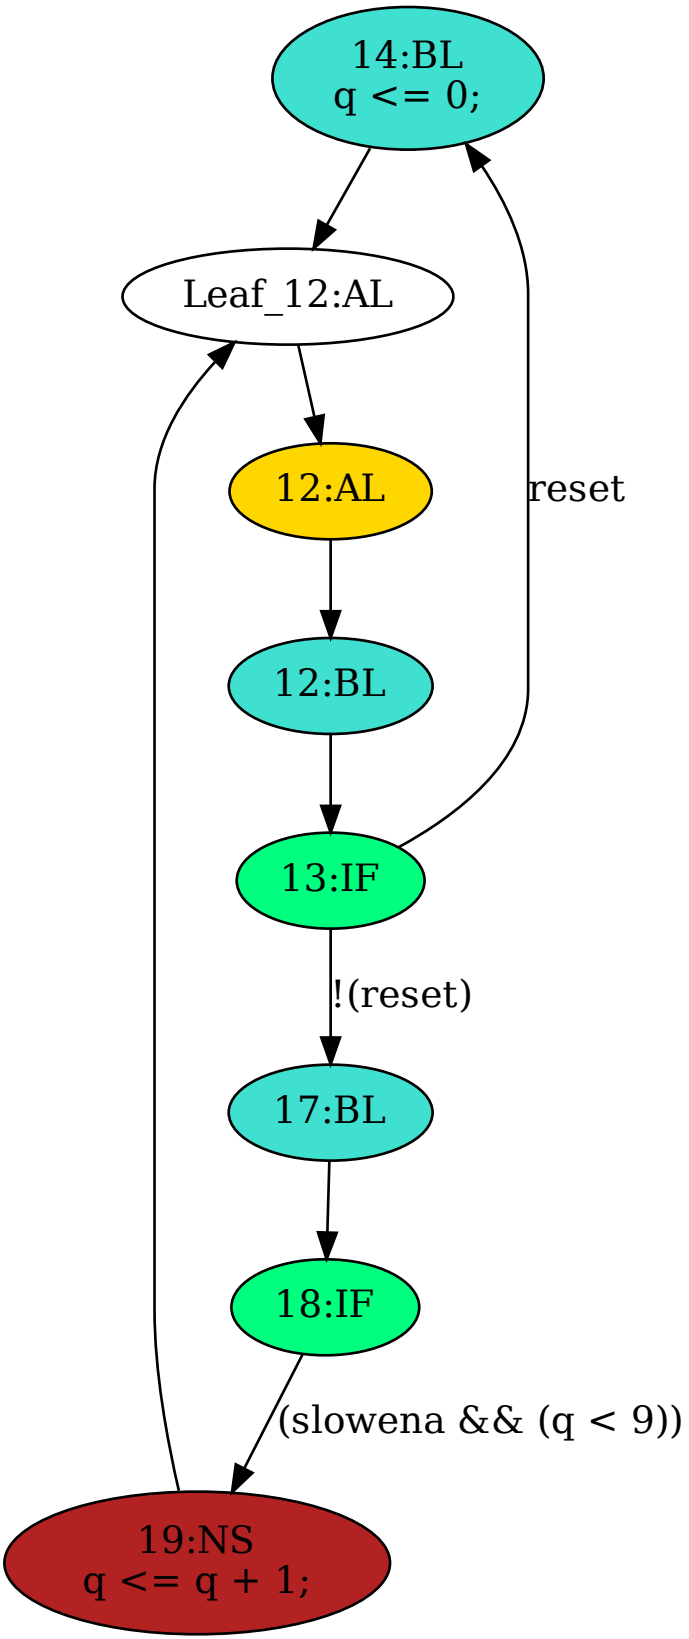 14:BL
q <= 0;
Leaf_12:AL
12:AL
reset
12:BL
13:IF
!(reset)
17:BL
18:IF
(slowena && (q < 9))
19:NS
q <= q + 1;